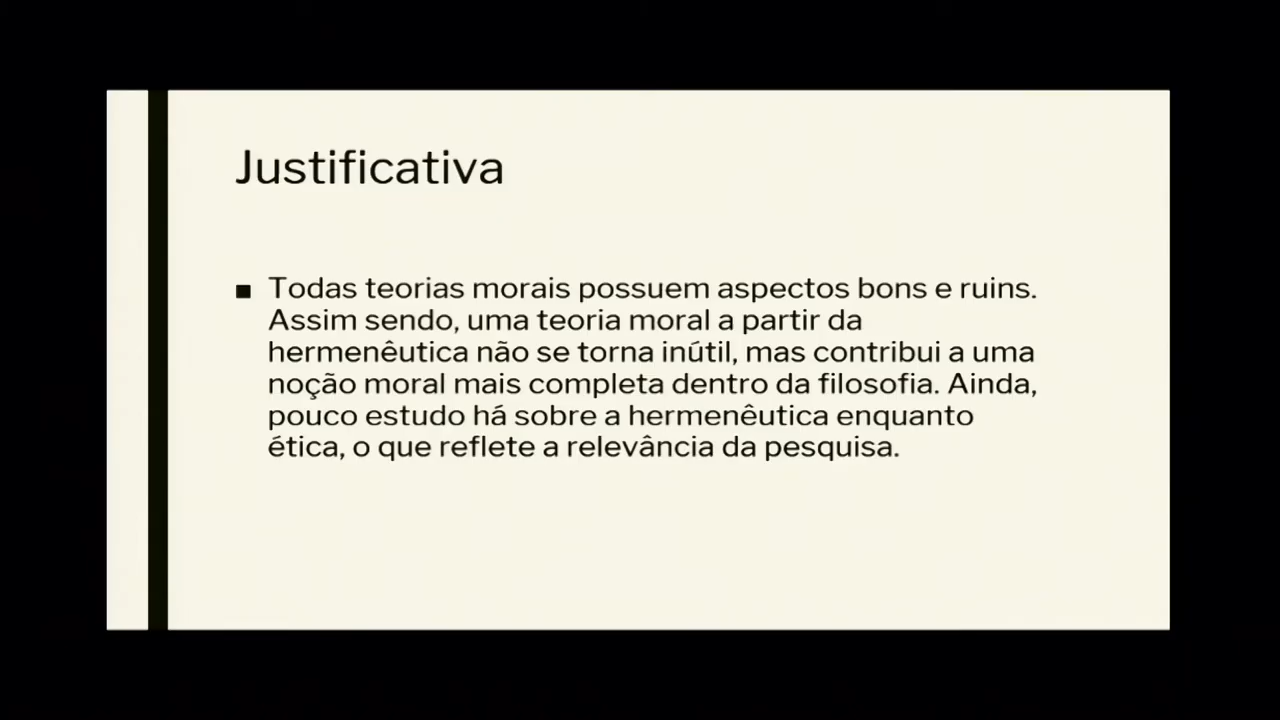 Justificativa
Todas teorias morais possuem aspectos bons e ruins.
Assim sendo, uma teoria moral a partir da
hermenêutica não se torna inútil, mas contribui a uma
noção moral mais completa dentro da filosofia. Ainda,
pouco estudo há sobre a hermenêutica enquanto
ética, o que reflete a relevância da pesquisa.